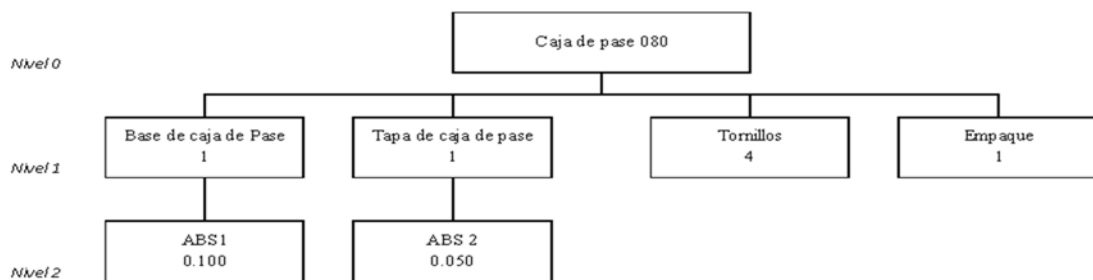 Caja de pase 080
Nivel 0
Base de caja de Pase
1
Tapa de caja de pase
1
Tornillos
4
Empaque
1
Nivel 1
ABS1
0.100
ABS 2
0.050
Nivel 2